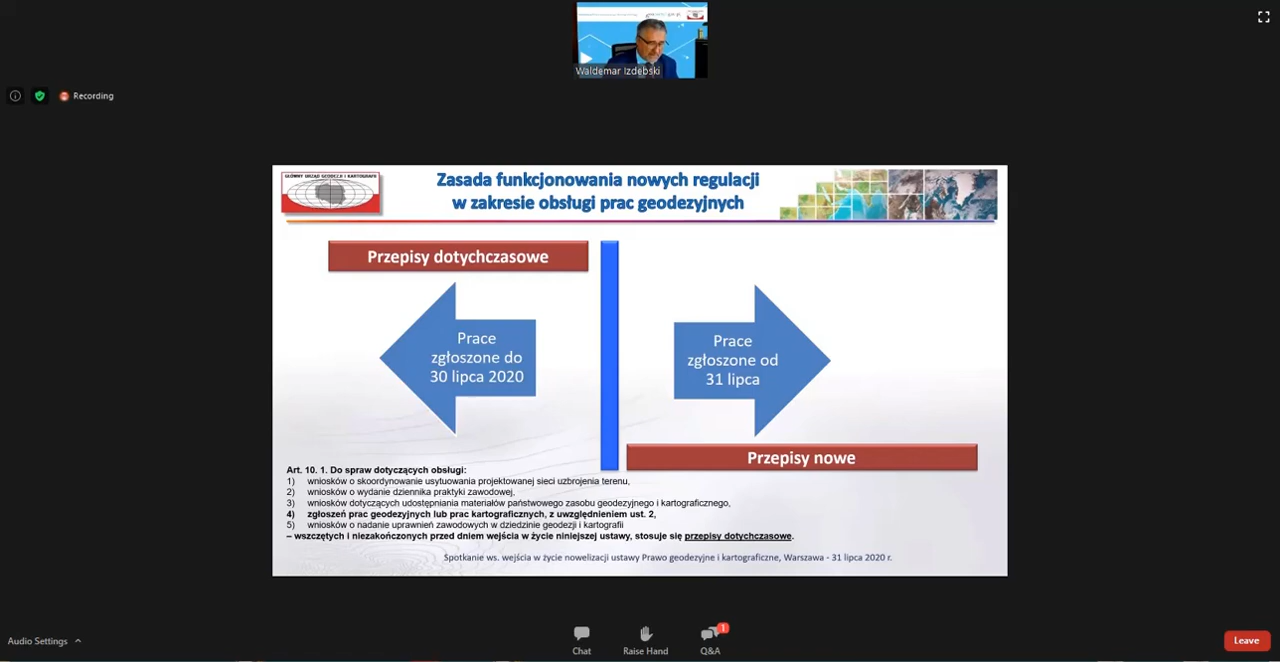 Waldemar Izdebski
Recording
GŁÓWNY URZĄD GEODEZJI I KARTOGRAFII
Zasada funkcjonowania nowych regulacji
w zakresie obsługi prac geodezyjnych
Przepisy dotychczasowe
Prace
zgłoszone do
30 lipca 2020
Prace
zgłoszone od
31 lipca
Przepisy nowe
Art. 10. 1. Do spraw dotyczących obsługi:
1) wniosków o skoordynowanie usytuowania projektowanej sieci uzbrojenia terenu,
2) wniosków o wydanie dziennika praktyki zawodowej,
3) wniosków dotyczących udostępniania materiałów państwowego zasobu geodezyjnego i kartograficznego,
4) zgłoszeń prac geodezyjnych lub prac kartograficznych, z uwzględnieniem ust. 2,
5) wniosków o nadanie uprawnień zawodowych w dziedzinie geodezji i kartografii
– wszczętych i niezakończonych przed dniem wejścia w życie niniejszej ustawy, stosuje się przepisy dotychczasowe.
Spotkanie ws. wejścia w życie nowelizacji ustawy Prawo geodezyjne i kartograficzne, Warszawa - 31 lipca 2020 r.
Audio Settings
Chat
Raise Hand
1
Q&A
Leave